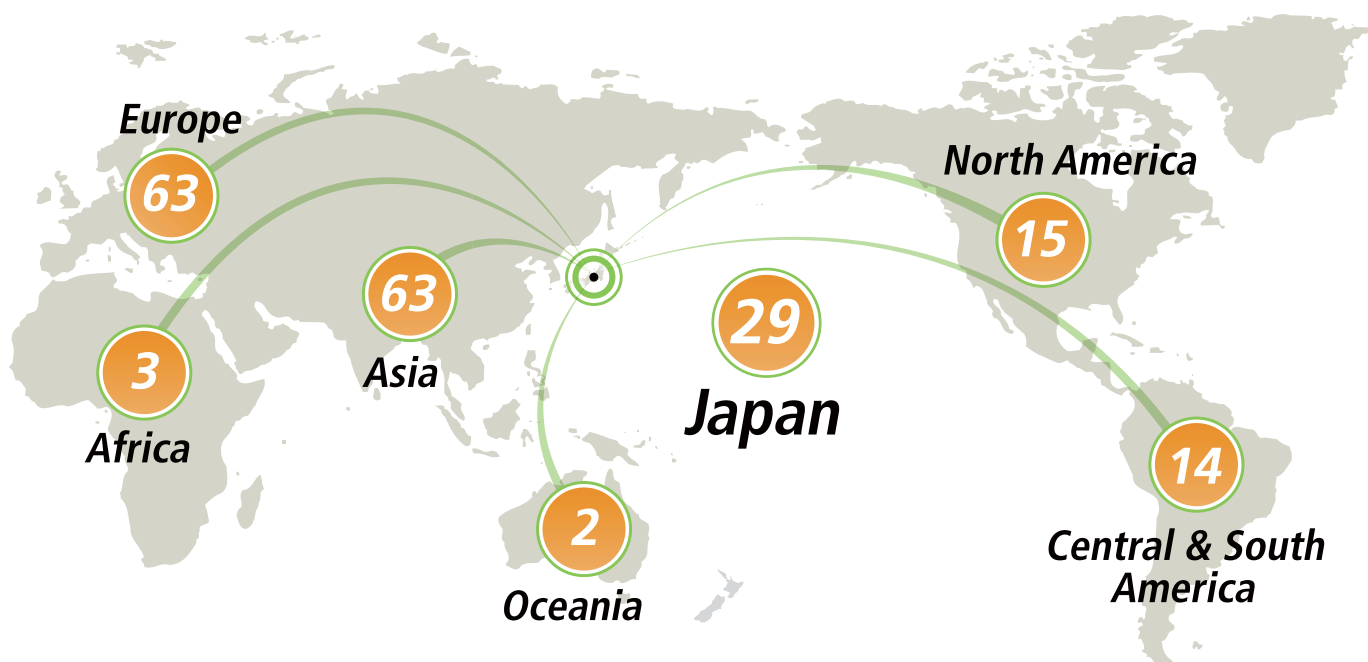 Europe
63
North America
15
63
Asia
29
Japan
3
Africa
14
Central & South
America
2
Oceania